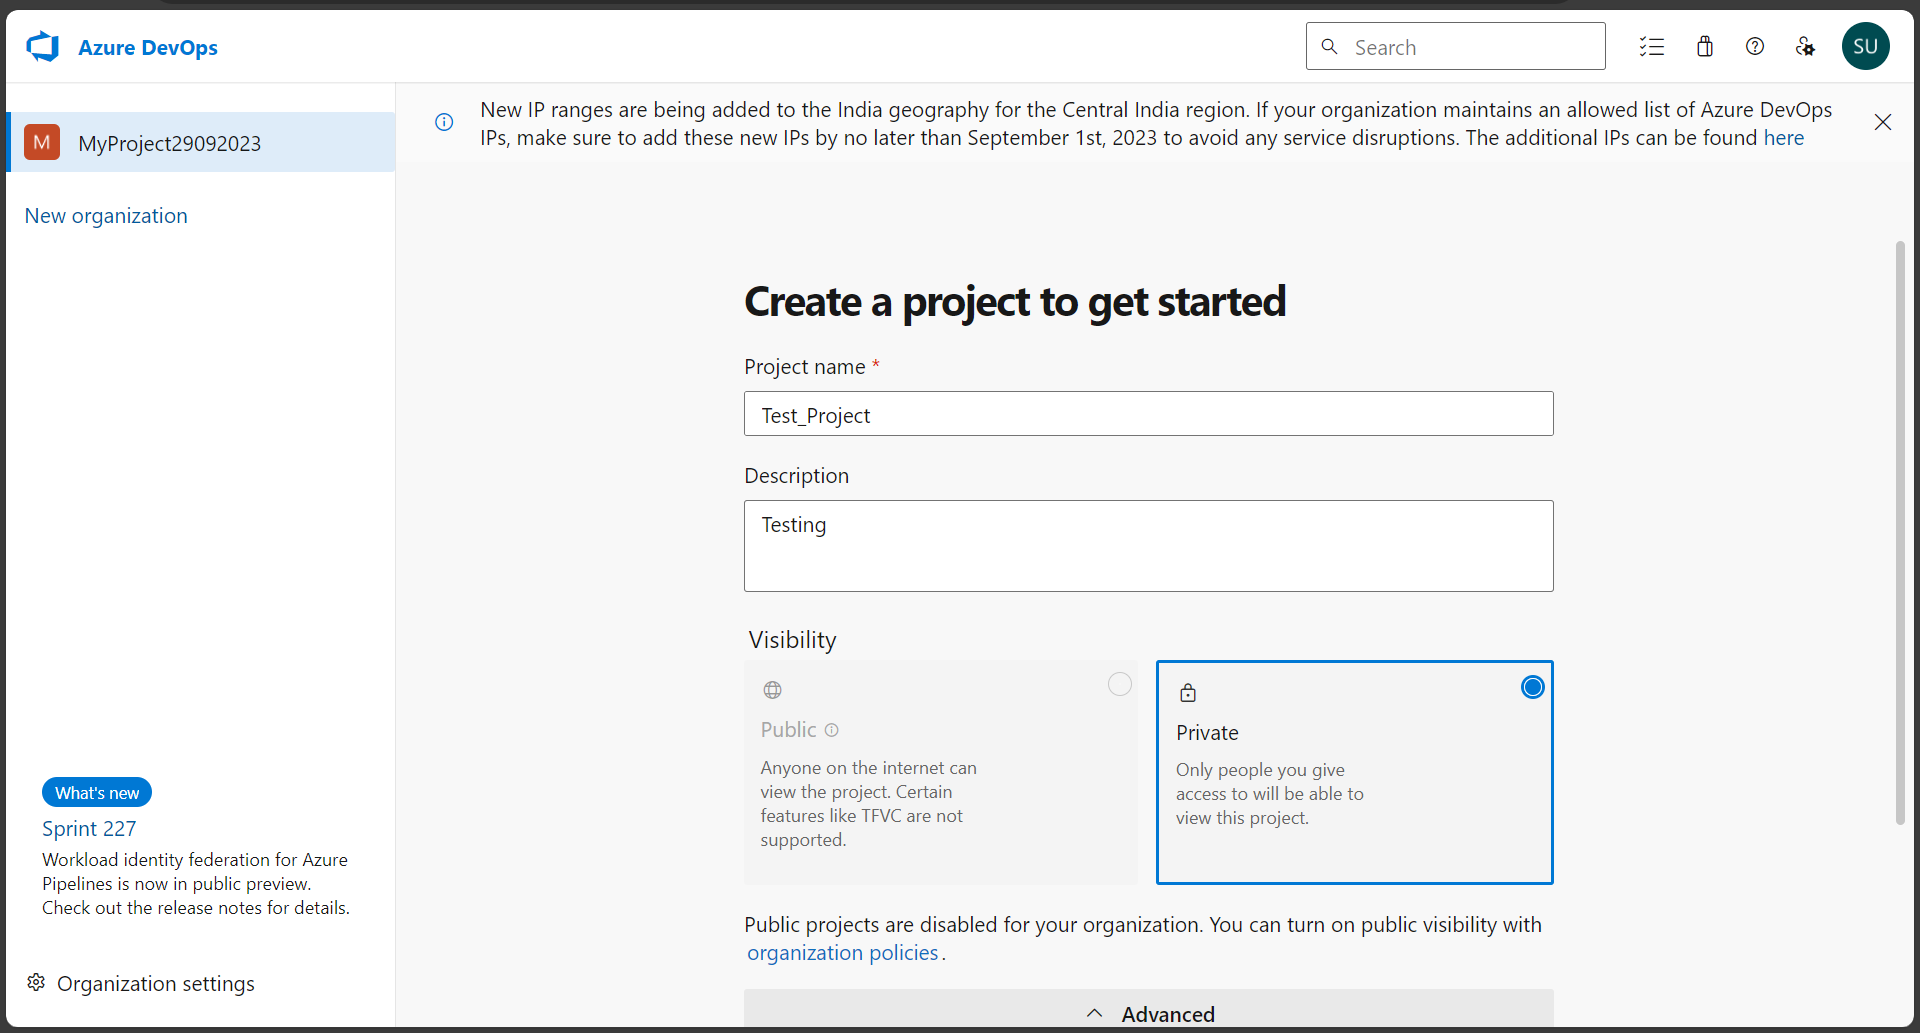 Azure DevOps
Search
SU
M
MyProject29092023
New organization
New IP ranges are being added to the India geography for the Central India region. If your organization maintains an allowed list of Azure DevOps
IPs, make sure to add these new IPs by no later than September 1st, 2023 to avoid any service disruptions. The additional IPs can be found here
Create a project to get started
Project name *
Test_Project
Description
Testing
Visibility
Public
Anyone on the internet can
view the project. Certain
features like TFVC are not
supported.
Private
Only people you give
access to will be able to
view this project.
Public projects are disabled for your organization. You can turn on public visibility with
organization policies.
Advanced
What's new
Sprint 227
Workload identity federation for Azure
Pipelines is now in public preview.
Check out the release notes for details.
Organization settings